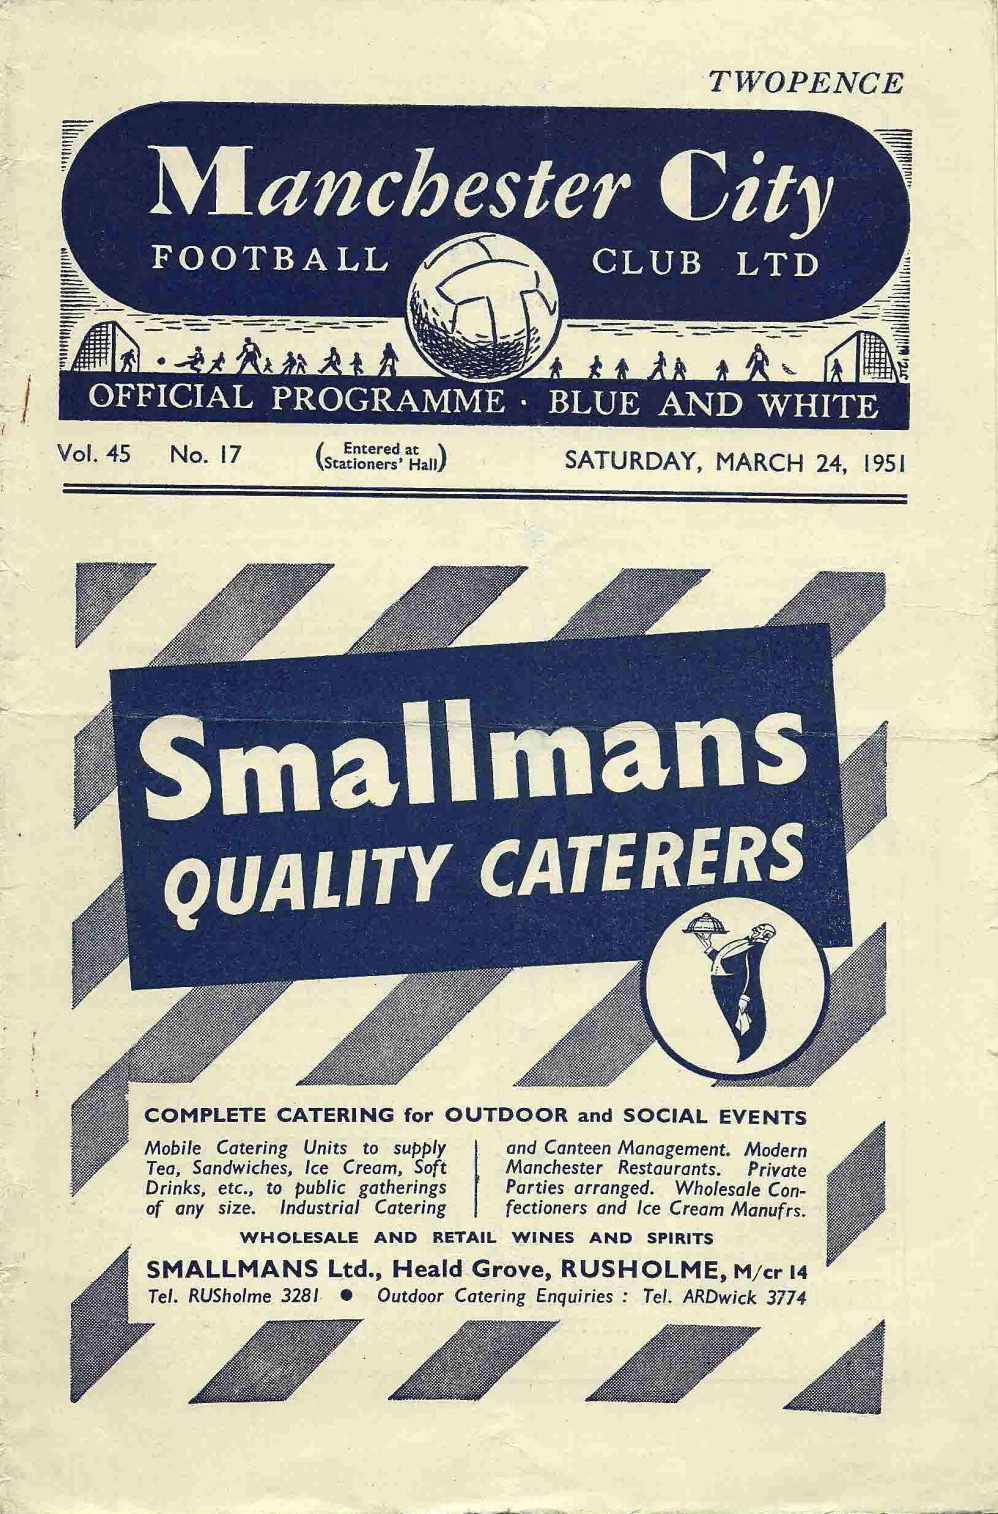 TWOPENCE
Manchester City
FOOTBALL CLUB LTD
OFFICIAL PROGRAMME · BLUE AND WHITE
Vol. 45 No. 17 (Entered at Stationers' Hall) SATURDAY, MARCH 24, 1951
Smallmans
QUALITY CATERERS
COMPLETE CATERING for OUTDOOR and SOCIAL EVENTS
Mobile Catering Units to supply
Tea, Sandwiches, Ice Cream, Soft
Drinks, etc., to public gatherings
of any size. Industrial Catering
and Canteen Management. Modern
Manchester Restaurants. Private
Parties arranged. Wholesale Con-
fectioners and Ice Cream Manufrs.
WHOLESALE AND RETAIL WINES AND SPIRITS
SMALLMANS Ltd., Heald Grove, RUSHOLME, M/cr 14
Tel. RUSholme 3281 ● Outdoor Catering Enquiries : Tel. ARDwick 3774